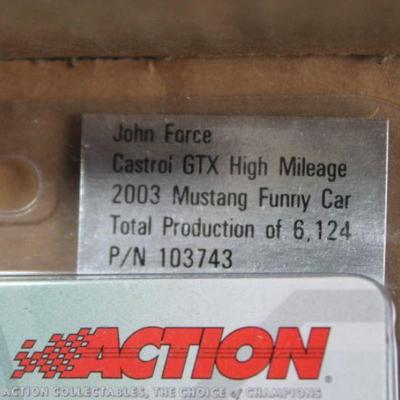 John Force
Castrol GTX High Mileage
2003 Mustang Funny Car
Total Production of 6,124
P/N 103743
ACTION®
ACTION COLLECTABLES, THE CHOICE of CHAMPIONS